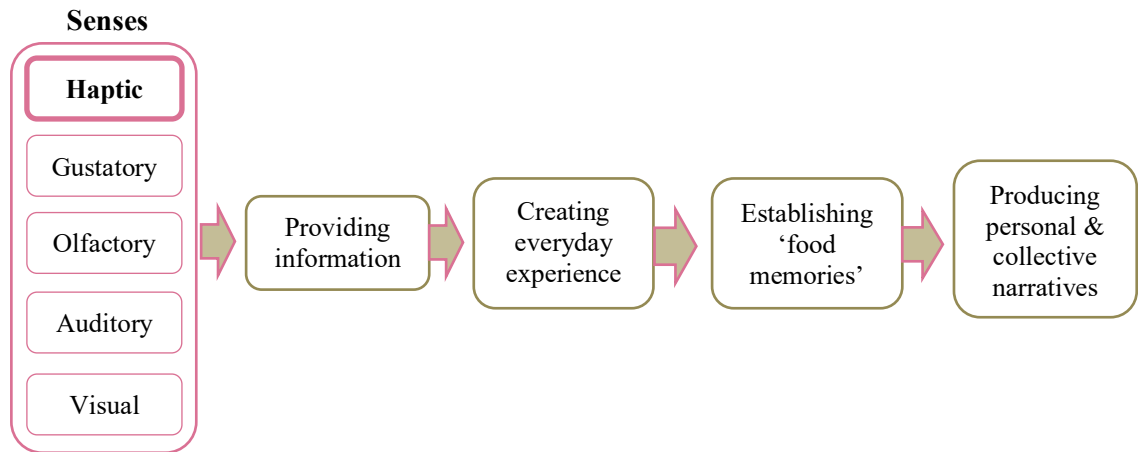 Senses
Haptic
Gustatory
Olfactory
Auditory
Visual
Providing
information
Creating
everyday
experience
Establishing
‘food
memories’
Producing
personal &
collective
narratives